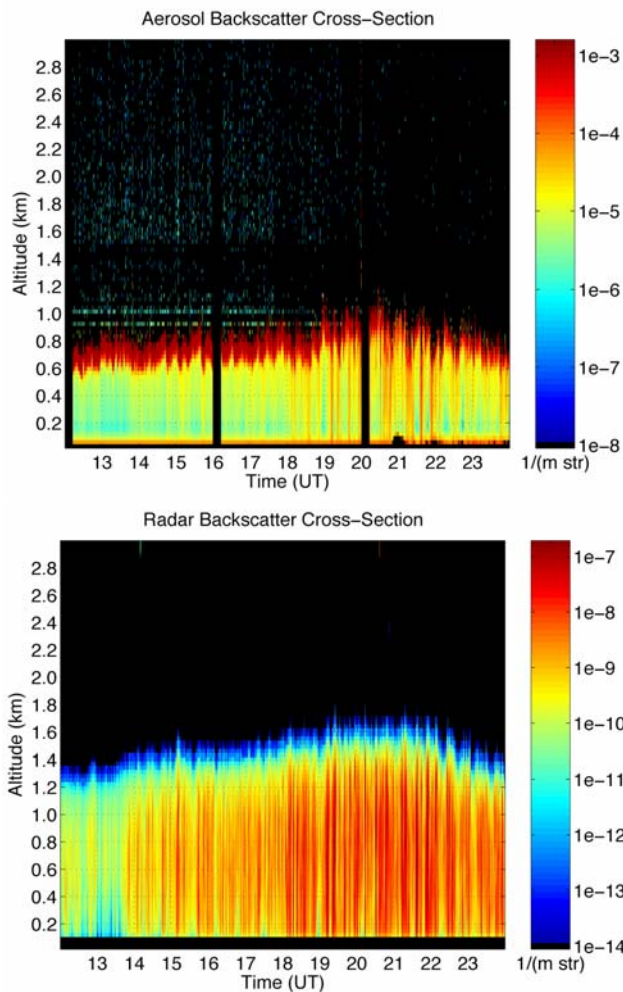 Aerosol Backscatter Cross−Section
Altitude (km)
2.8
2.6
2.4
2.2
2.0
1.8
1.6
1.4
1.2
1.0
0.8
0.6
0.4
0.2
13 14 15 16 17 18 19 20 21 22 23
Time (UT)
1e−3
1e−4
1e−5
1e−6
1e−7
1e−8
1/(m str)
Radar Backscatter Cross−Section
Altitude (km)
2.8
2.6
2.4
2.2
2.0
1.8
1.6
1.4
1.2
1.0
0.8
0.6
0.4
0.2
13 14 15 16 17 18 19 20 21 22 23
Time (UT)
1e−7
1e−8
1e−9
1e−10
1e−11
1e−12
1e−13
1e−14
1/(m str)